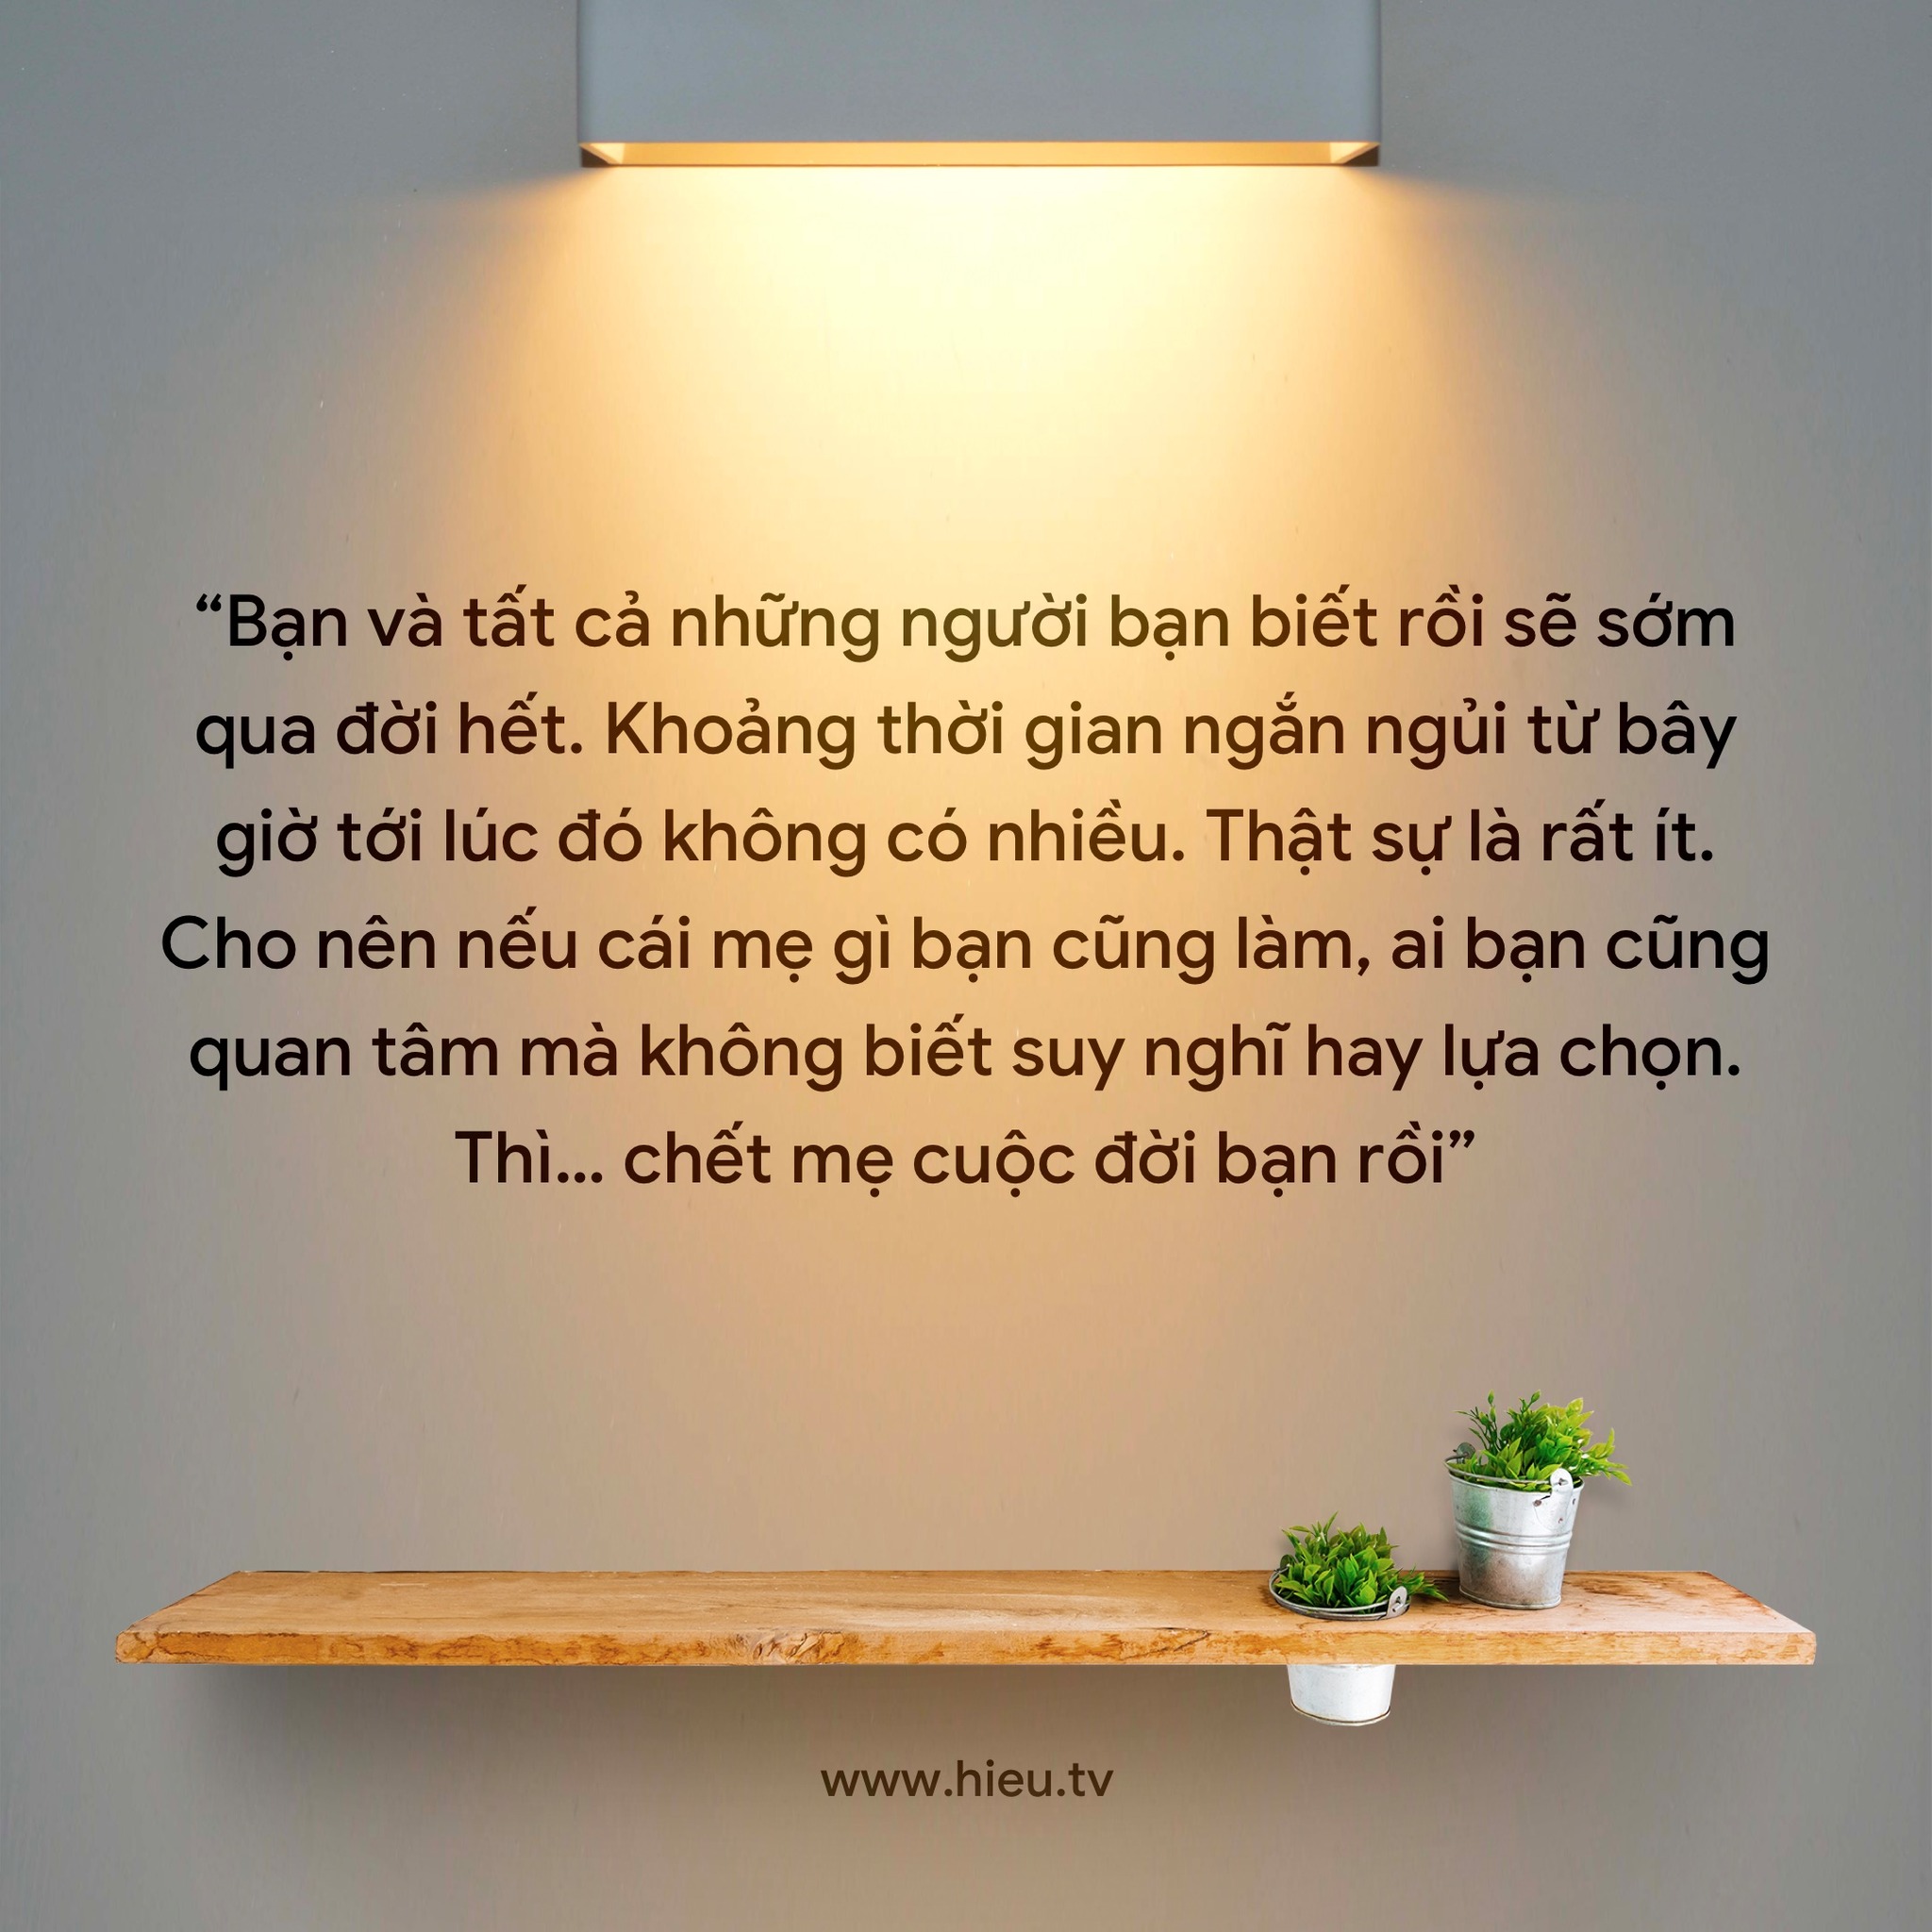 “Bạn và tất cả những người bạn biết rồi sẽ sớm
qua đời hết. Khoảng thời gian ngắn ngủi từ bây
giờ tới lúc đó không có nhiều. Thật sự là rất ít.
Cho nên nếu cái mẹ gì bạn cũng làm, ai bạn cũng
quan tâm mà không biết suy nghĩ hay lựa chọn.
Thì... chết mẹ cuộc đời bạn rồi”
www.hieu.tv